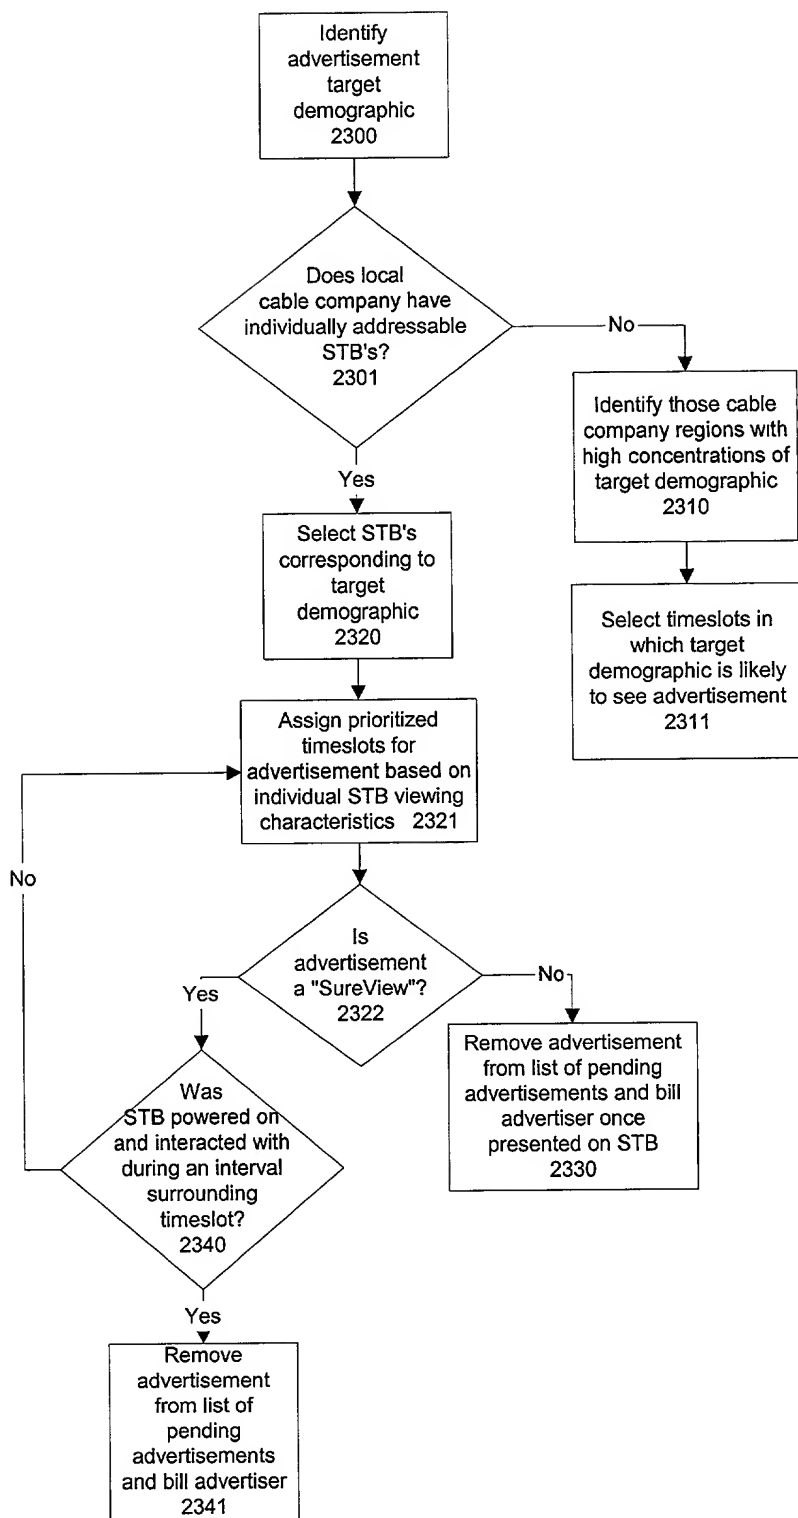 Identify
advertisement
target
demographic
2300
Does local
cable company have
individually addressable
STB's?
2301
No
Identify those cable
company regions with
high concentrations of
target demographic
2310
Yes
Select STB's
corresponding to
target
demographic
2320
Select timeslots in
which target
demographic is likely
to see advertisement
2311
Assign prioritized
timeslots for
advertisement based on
individual STB viewing
characteristics 2321
No
Is
advertisement
a "SureView"?
2322
Yes
No
Remove advertisement
from list of pending
advertisements and bill
advertiser once
presented on STB
2330
Was
STB powered on
and interacted with
during an interval
surrounding
timeslot?
2340
Yes
Remove
advertisement
from list of
pending
advertisements
and bill advertiser
2341